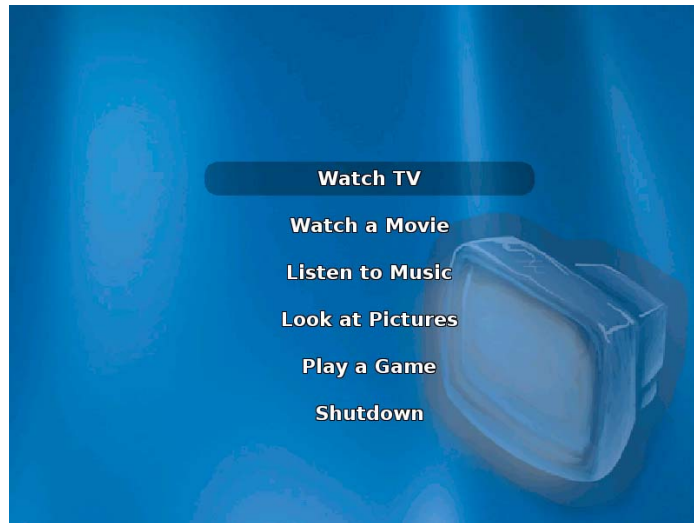 Watch TV
Watch a Movie
Listen to Music
Look at Pictures
Play a Game
Shutdown